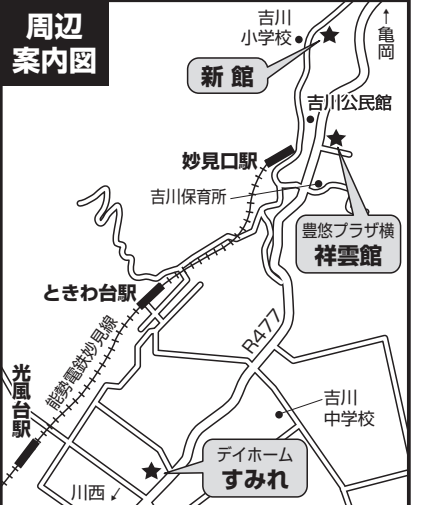 周辺
案内図
吉川
小学校
↑
亀岡
新館
吉川公民館
妙見口駅
吉川保育所
豊悠プラザ横
祥雲館
ときわ台駅
能勢電鉄妙見線
R477
光風台駅
吉川
中学校
デイホーム
すみれ
川西↙